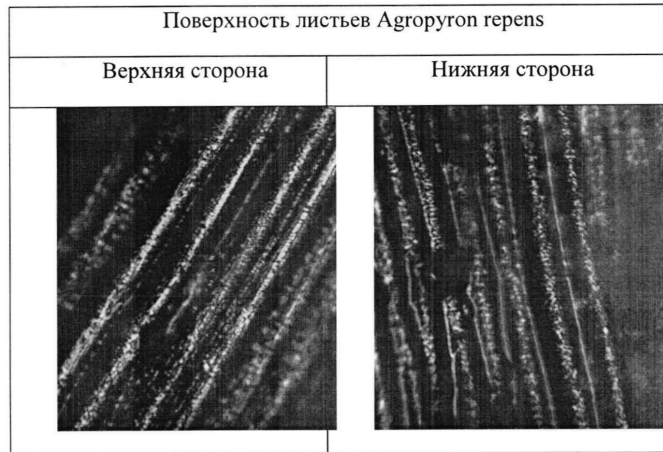 Поверхность листьев Agropyron repens
Верхняя сторона
Нижняя сторона